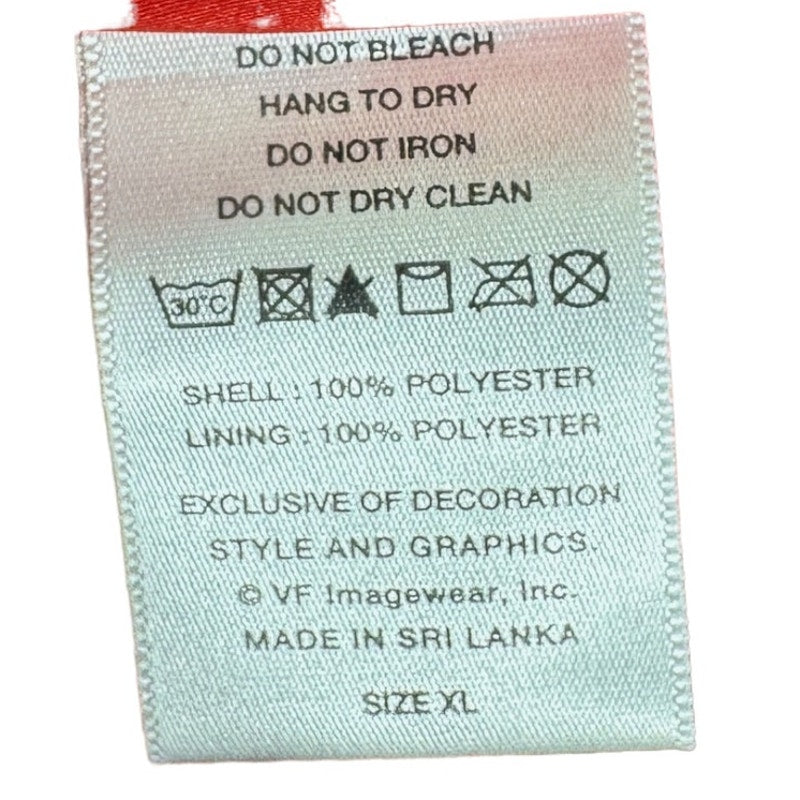 DO NOT BLEACH
HANG TO DRY
DO NOT IRON
DO NOT DRY CLEAN
30°C
SHELL : 100% POLYESTER
LINING : 100% POLYESTER
EXCLUSIVE OF DECORATION
STYLE AND GRAPHICS.
© VF Imagewear, Inc.
MADE IN SRI LANKA
SIZE XL